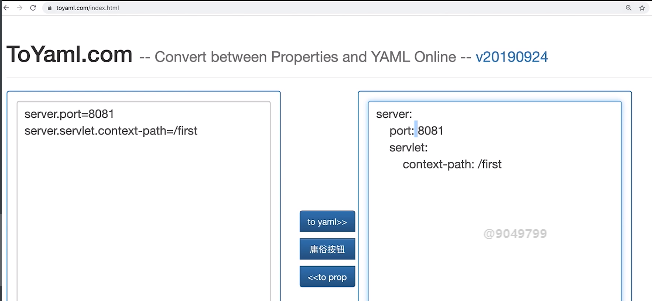 toyaml.com/index.html
ToYaml.com -- Convert between Properties and YAML Online -- v20190924
server.port=8081
server.servlet.context-path=/first
server:
port: 8081
servlet:
context-path: /first
to yaml>>
庸俗按钮
<<to prop
@9049799